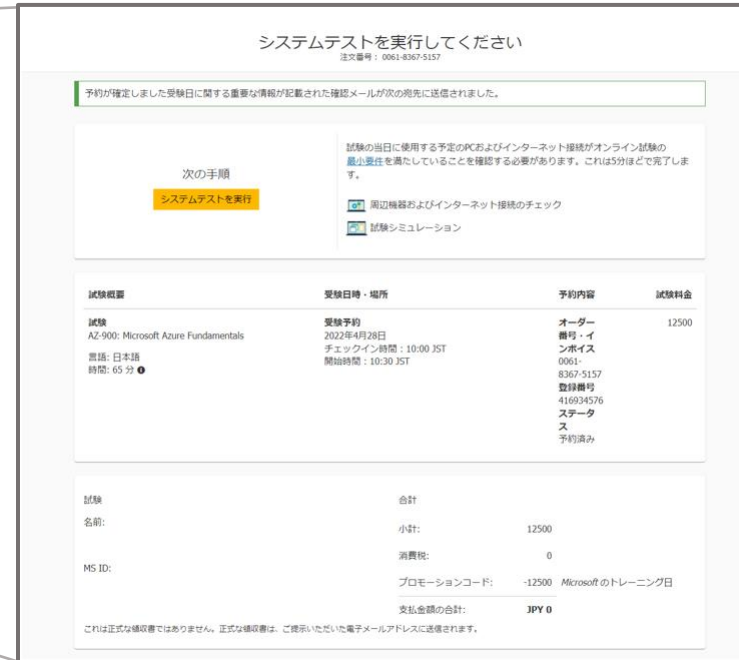 システムテストを実行してください
注文番号： 0061-8367-5157
予約が確定しました受験日に関する重要な情報が記載された確認メールが次の宛先に送信されました。
次の手順
システムテストを実行
試験の当日に使用する予定のPCおよびインターネット接続がオンライン試験の
最小要件を満たしていることを確認する必要があります。これは5分ほどで完了しま
す。
周辺機器およびインターネット接続のチェック
試験シミュレーション
試験概要 受験日時・場所 予約内容 試験料金
試験
AZ-900: Microsoft Azure Fundamentals
言語: 日本語
時間: 65 分
受験予約
2022年4月28日
チェックイン時間：10:00 JST
開始時間：10:30 JST
オーダー
番号・イ
ンボイス
0061-
8367-5157
登録番号
416934576
ステータ
ス
予約済み
12500
試験
名前:
MS ID:
合計
小計: 12500
消費税: 0
プロモーションコード: -12500 Microsoft のトレーニング日
支払金額の合計: JPY 0
これは正式な領収書ではありません。正式な領収書は、ご提示いただいた電子メールアドレスに送信されます。